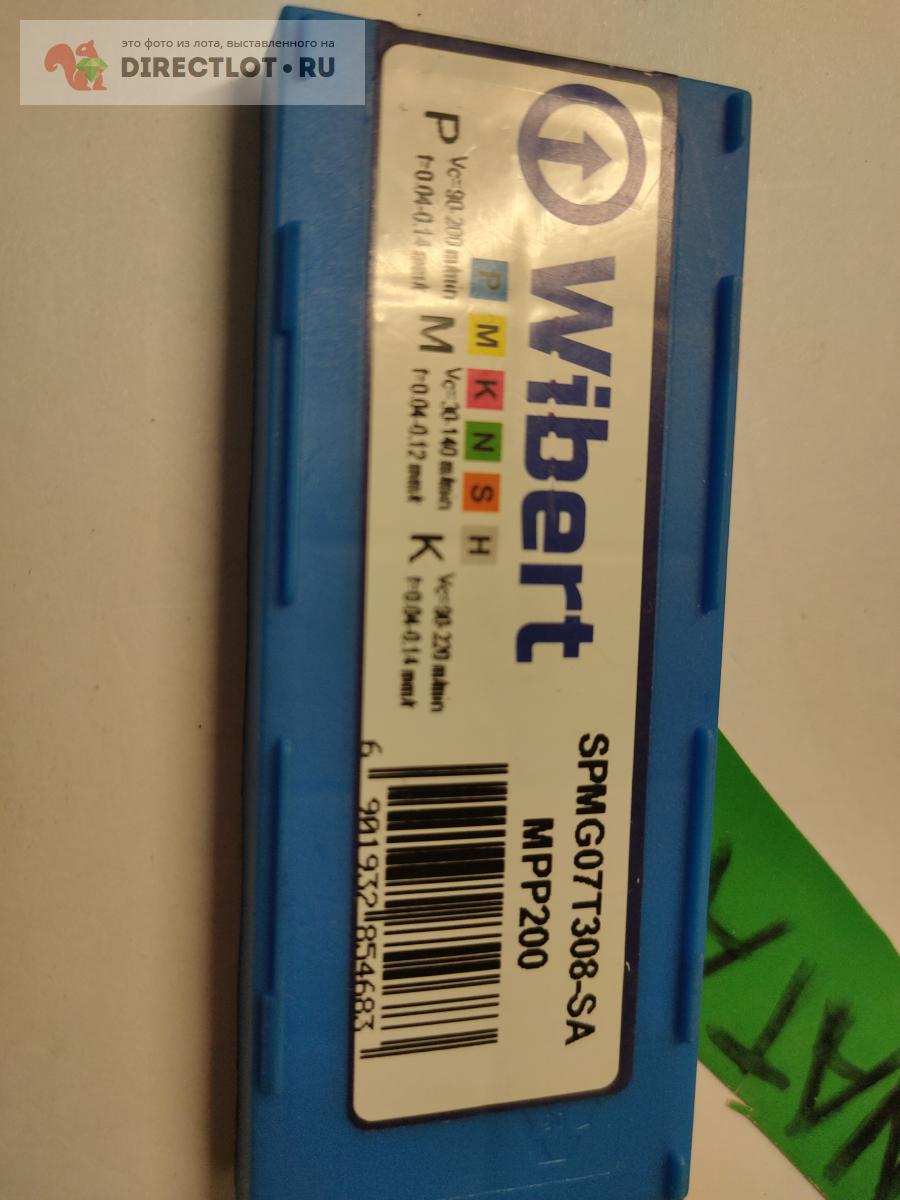 это фото из лота, выставленного на
DIRECTLOT.RU
Wibert
SPMG07T308-SA
MPP200
P M K N S H
P Vc=90-200 m/min
f=0.04-0.14 mm/r
M Vc=30-140 m/min
f=0.04-0.12 mm/r
K Vc=90-220 m/min
f=0.04-0.14 mm/r
6 901932 854683